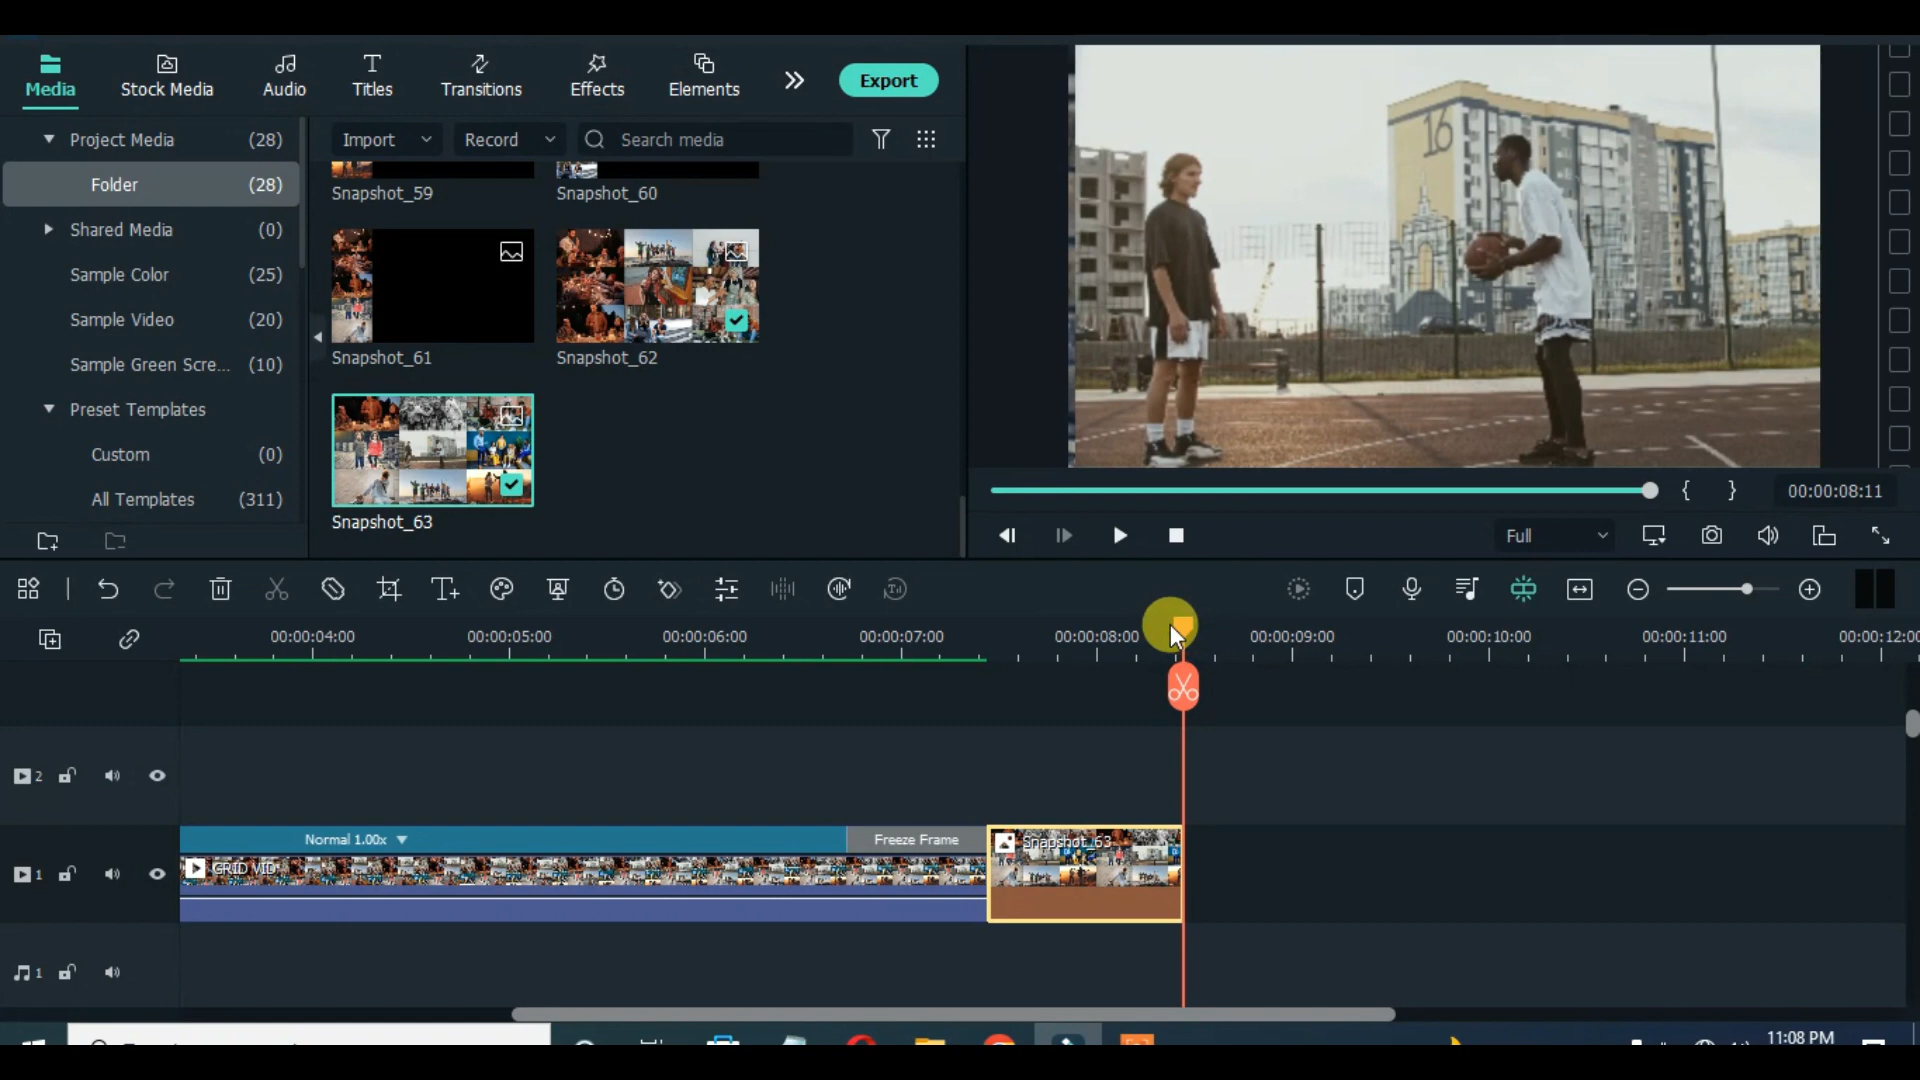 Media
Stock Media
Audio
Titles
Transitions
Effects
Elements
Export
Project Media (28)
Folder (28)
Shared Media (0)
Sample Color (25)
Sample Video (20)
Sample Green Scre... (10)
Preset Templates
Custom (0)
All Templates (311)
Import
Record
Search media
Snapshot_59
Snapshot_60
Snapshot_61
Snapshot_62
Snapshot_63
16
{ }
00:00:08:11
Full
00:00:04:00
00:00:05:00
00:00:06:00
00:00:07:00
00:00:08:00
00:00:09:00
00:00:10:00
00:00:11:00
00:00:12:00
2
Normal 1.00x
Freeze Frame
1
GRID VID
Snapshot_63
1
11:08 PM